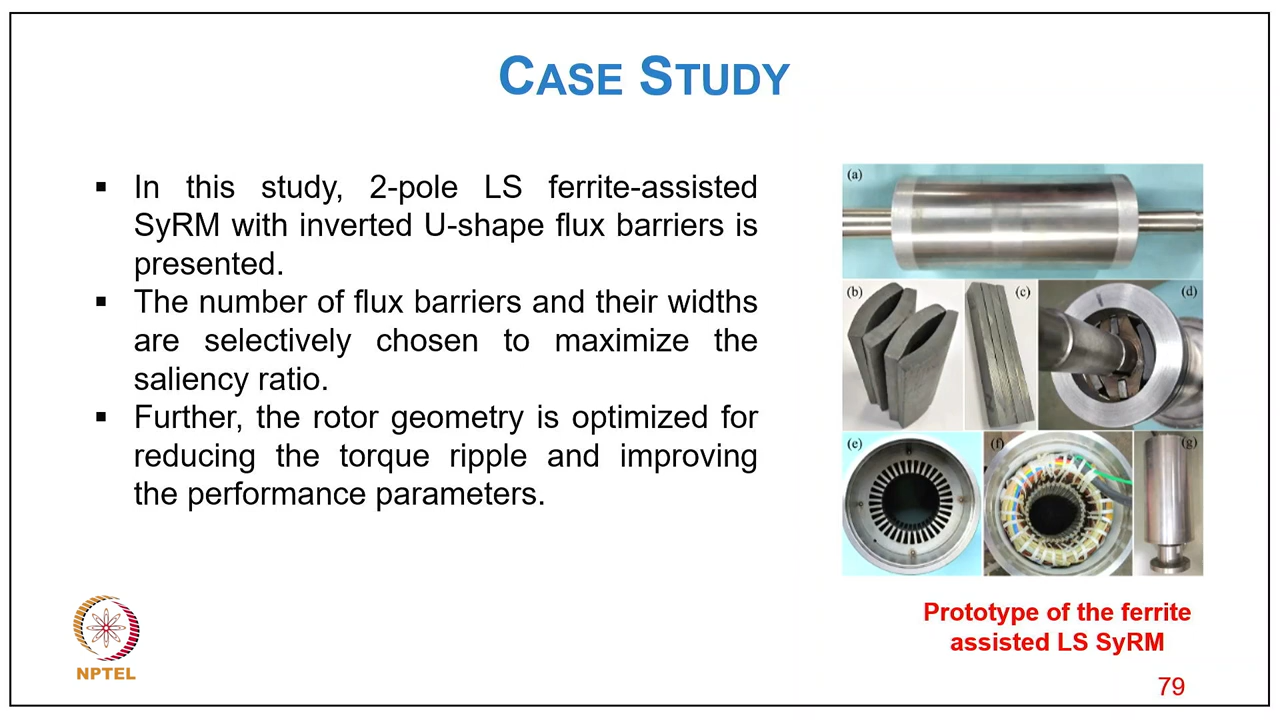 CASE STUDY
▪ In this study, 2-pole LS ferrite-assisted
SyRM with inverted U-shape flux barriers is
presented.
▪ The number of flux barriers and their widths
are selectively chosen to maximize the
saliency ratio.
▪ Further, the rotor geometry is optimized for
reducing the torque ripple and improving
the performance parameters.
(a)
(b)
(c)
(d)
(e)
(f)
(g)
Prototype of the ferrite
assisted LS SyRM
NPTEL
79